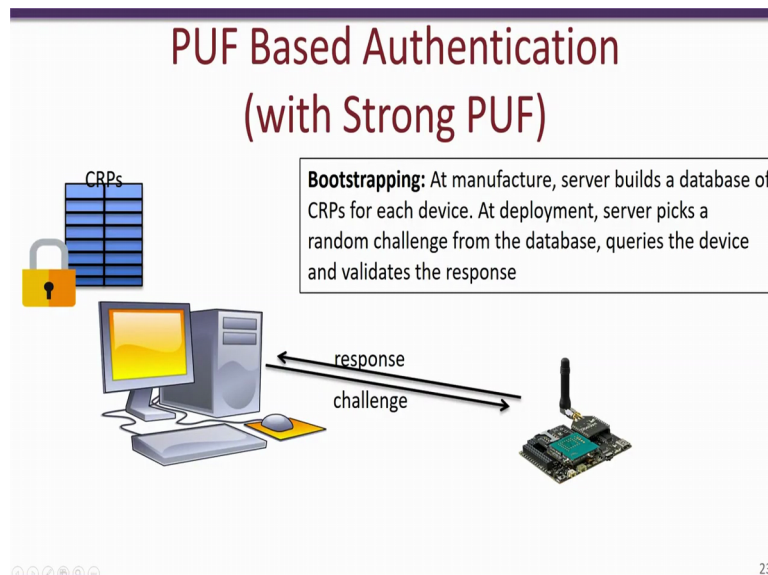 PUF Based Authentication
(with Strong PUF)
CRPs
Bootstrapping: At manufacture, server builds a database of
CRPs for each device. At deployment, server picks a
random challenge from the database, queries the device
and validates the response
response
challenge
23